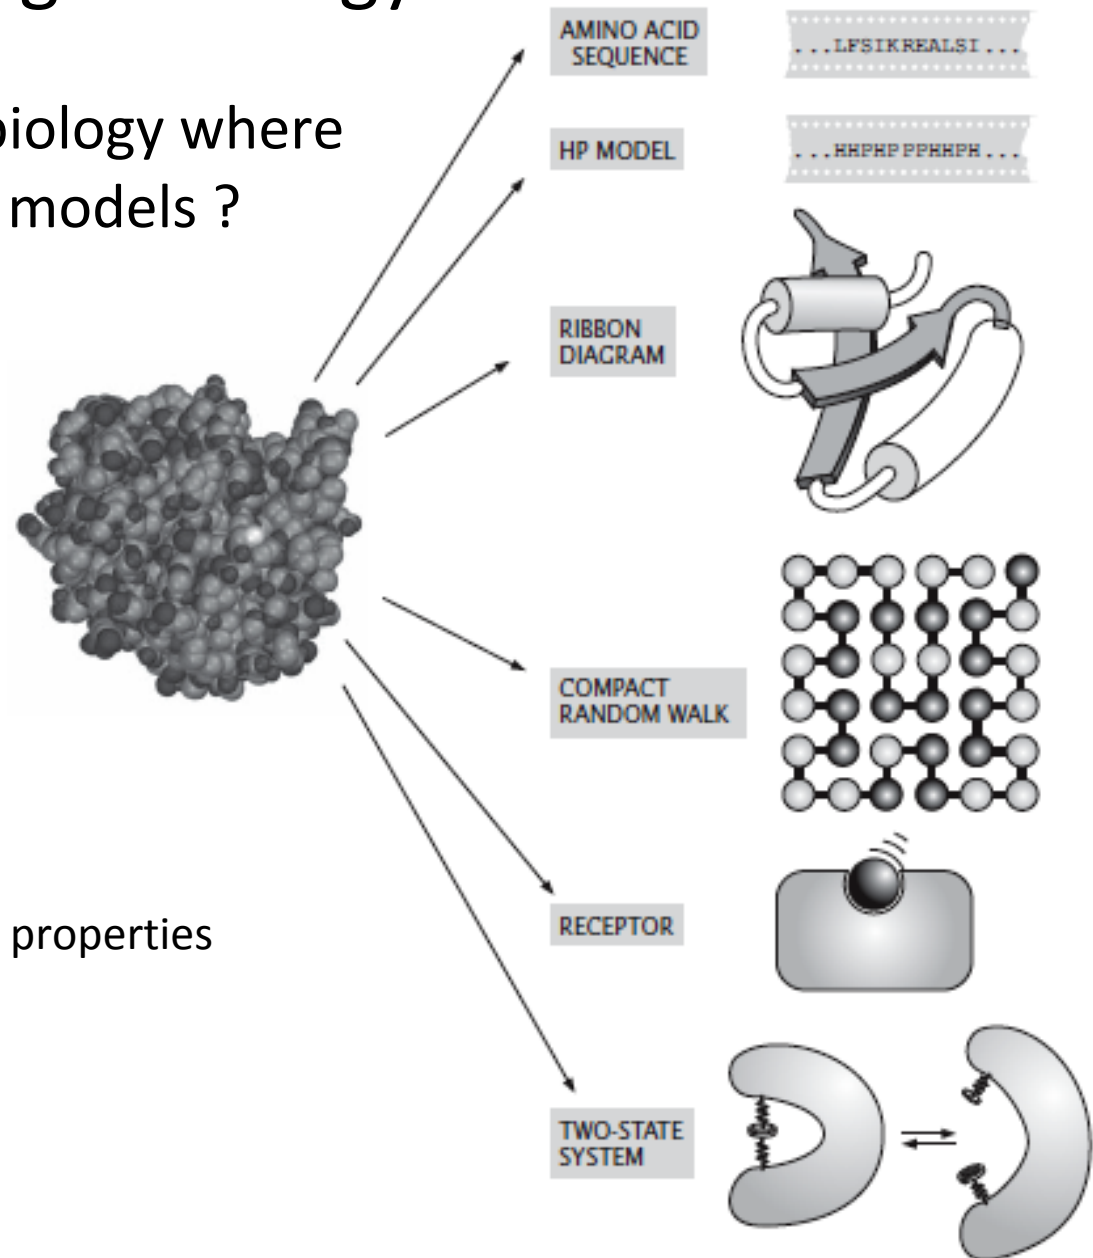 AMINO ACID
SEQUENCE
...LFSIKREALSI...
biology where
models ?
HP MODEL
...HHPHPPPHHPH...
RIBBON
DIAGRAM
COMPACT
RANDOM WALK
RECEPTOR
properties
TWO-STATE
SYSTEM